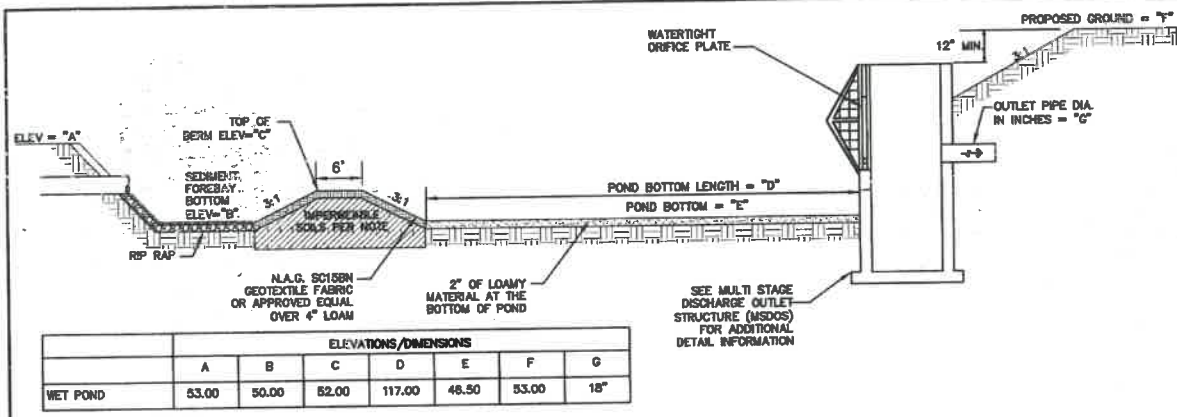 PROPOSED GROUND = "F"
WATERTIGHT
ORIFICE PLATE
12" MIN.
3:1
OUTLET PIPE DIA.
IN INCHES = "G"
ELEV = "A"
TOP OF
BERM ELEV="C"
6'
SEDIMENT
FOREBAY
BOTTOM
ELEV="B"
3:1
3:1
IMPERMEABLE
SOILS PER NOTE
POND BOTTOM LENGTH = "D"
POND BOTTOM = "E"
RIP RAP
N.A.G. SC15BN
GEOTEXTILE FABRIC
OR APPROVED EQUAL
OVER 4" LOAM
2" OF LOAMY
MATERIAL AT THE
BOTTOM OF POND
SEE MULTI STAGE
DISCHARGE OUTLET
STRUCTURE (MSDOS)
FOR ADDITIONAL
DETAIL INFORMATION
ELEVATIONS/DIMENSIONS
A B C D E F G
WET POND 53.00 50.00 52.00 117.00 48.50 53.00 18"